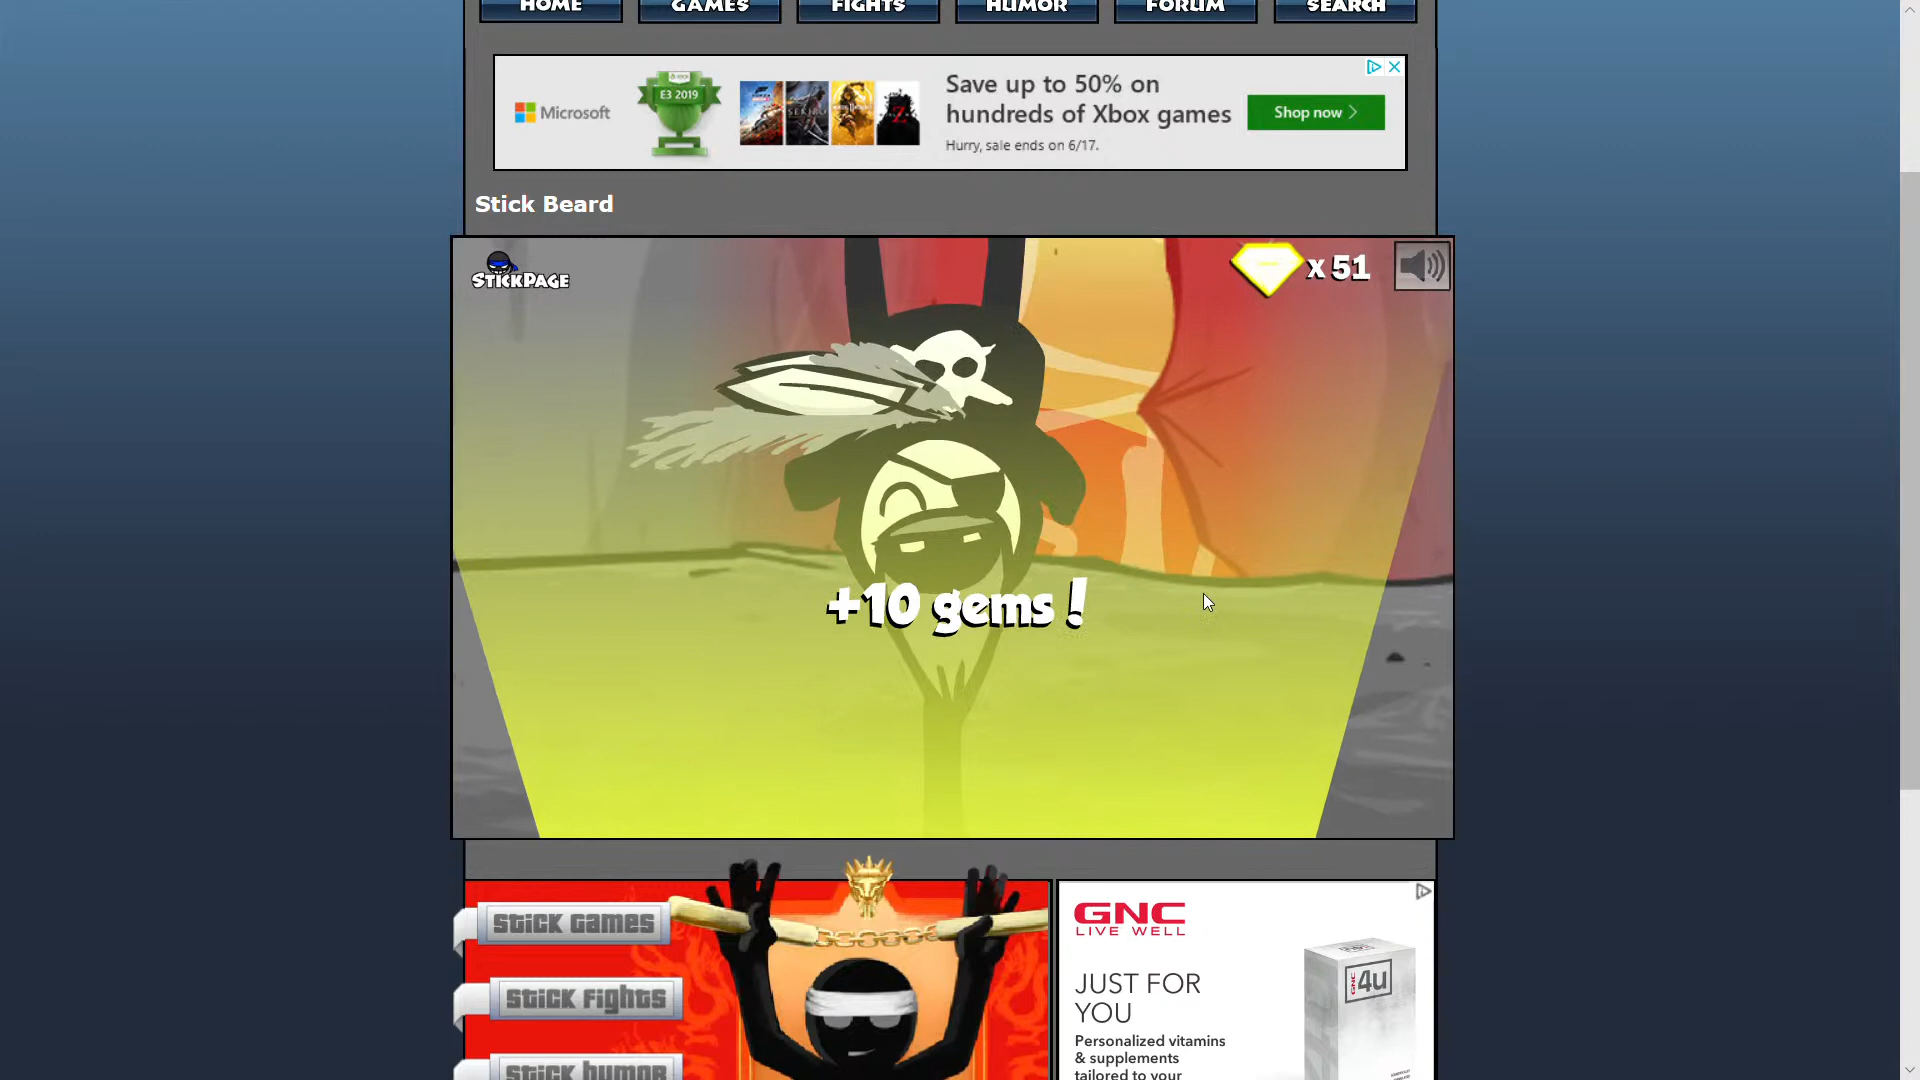 HOME GAMES FIGHTS HUMOR FORUM SEARCH
Microsoft
E3 2019
SEKIRO
Z
Save up to 50% on
hundreds of Xbox games
Hurry, sale ends on 6/17.
Shop now
Stick Beard
STICKPAGE
x 51
+10 gems!
STICK GAMES
STICK FIGHTS
STICK HUMOR
GNC
LIVE WELL
JUST FOR
YOU
Personalized vitamins
& supplements
tailored to your
GNC 4u